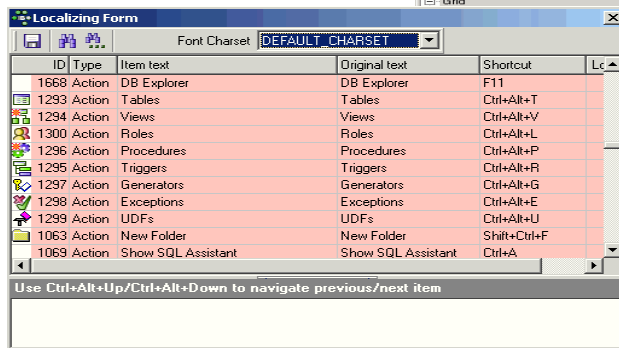 Grid
Localizing Form
Font Charset DEFAULT_CHARSET
ID Type Item text Original text Shortcut
1668 Action DB Explorer DB Explorer F11
1293 Action Tables Tables Ctrl+Alt+T
1294 Action Views Views Ctrl+Alt+V
1300 Action Roles Roles Ctrl+Alt+L
1296 Action Procedures Procedures Ctrl+Alt+P
1295 Action Triggers Triggers Ctrl+Alt+R
1297 Action Generators Generators Ctrl+Alt+G
1298 Action Exceptions Exceptions Ctrl+Alt+E
1299 Action UDFs UDFs Ctrl+Alt+U
1063 Action New Folder New Folder Shift+Ctrl+F
1069 Action Show SQL Assistant Show SQL Assistant Ctrl+A
Use Ctrl+Alt+Up/Ctrl+Alt+Down to navigate previous/next item